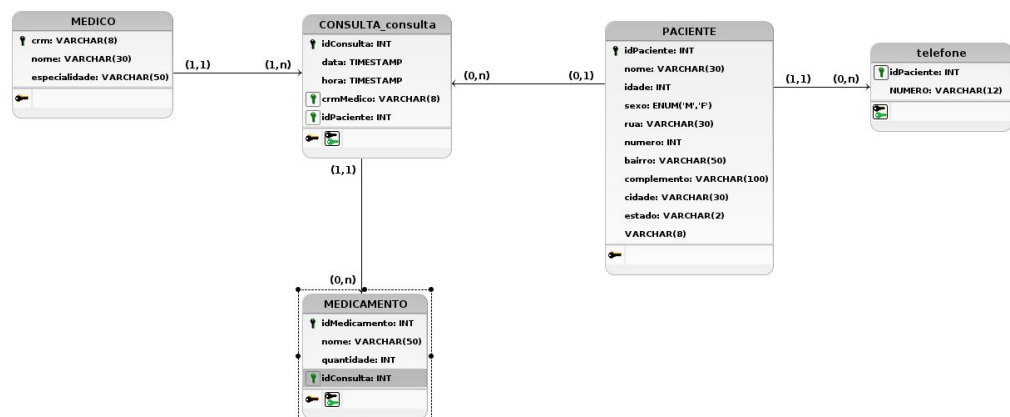 MEDICO
crm: VARCHAR(8)
nome: VARCHAR(30)
especialidade: VARCHAR(50)
(1,1)
(1,n)
CONSULTA_consulta
idConsulta: INT
data: TIMESTAMP
hora: TIMESTAMP
crmMedico: VARCHAR(8)
idPaciente: INT
(0,n)
(0,1)
PACIENTE
idPaciente: INT
nome: VARCHAR(30)
idade: INT
sexo: ENUM('M','F')
rua: VARCHAR(30)
numero: INT
bairro: VARCHAR(50)
complemento: VARCHAR(100)
cidade: VARCHAR(30)
estado: VARCHAR(2)
VARCHAR(8)
(1,1)
(0,n)
telefone
idPaciente: INT
NUMERO: VARCHAR(12)
(1,1)
(0,n)
MEDICAMENTO
idMedicamento: INT
nome: VARCHAR(50)
quantidade: INT
idConsulta: INT